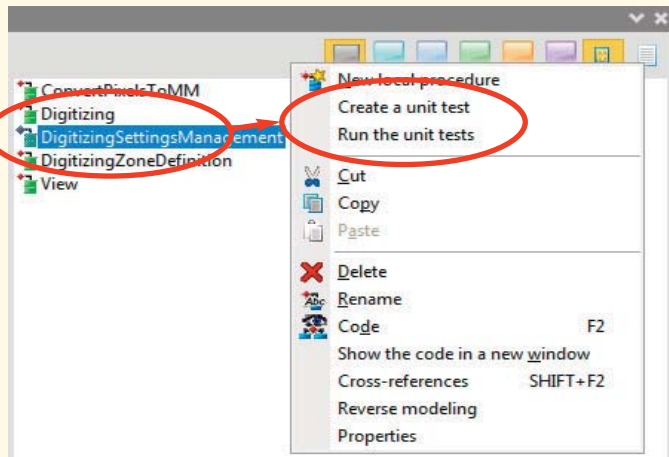 ConvertPixelsToMM
Digitizing
DigitizingSettingsManagement
DigitizingZoneDefinition
View
New local procedure
Create a unit test
Run the unit tests
Cut
Copy
Paste
Delete
Abc Rename
Code F2
Show the code in a new window
Cross-references SHIFT+F2
Reverse modeling
Properties